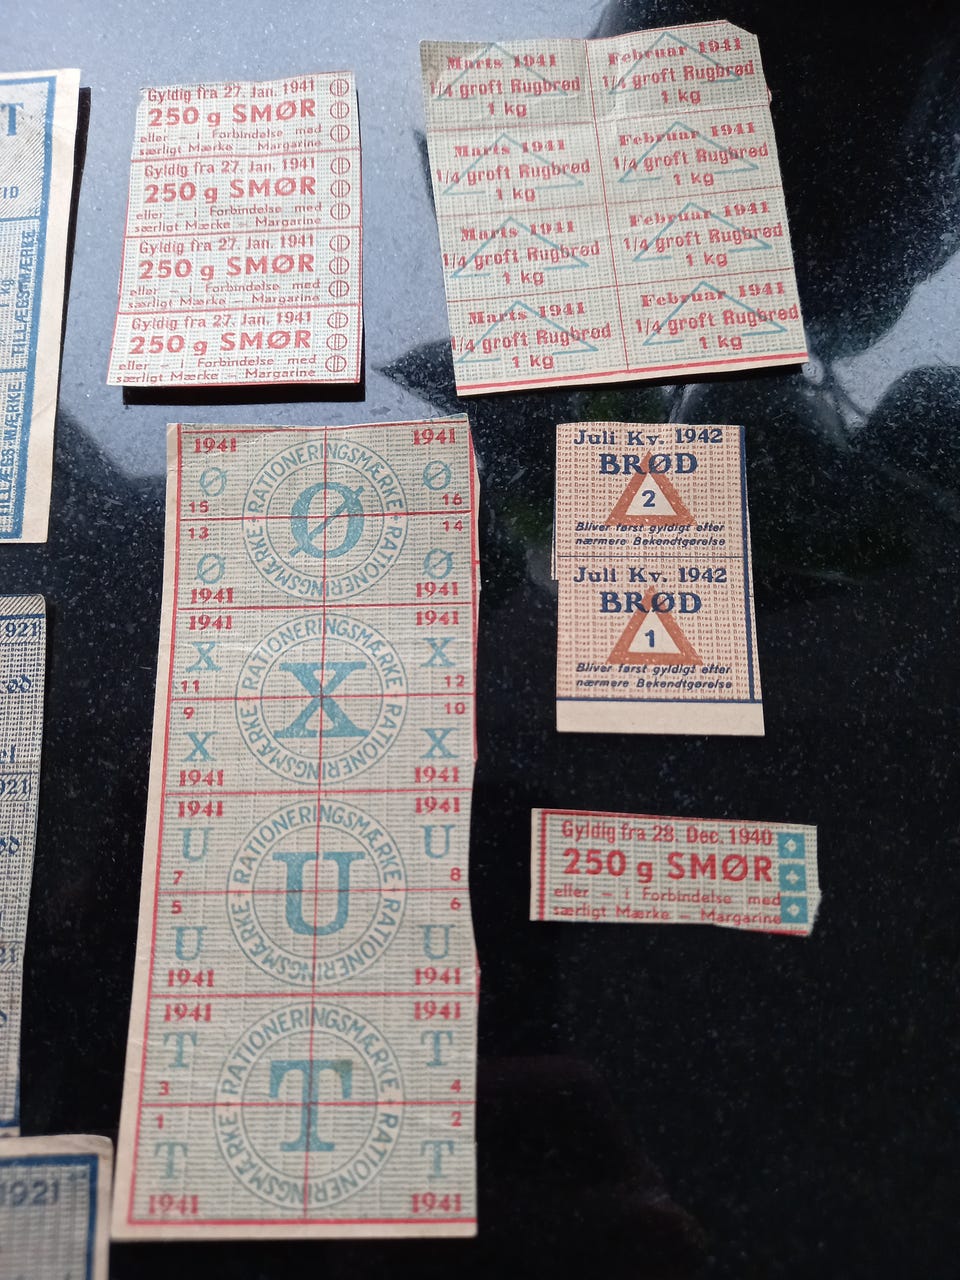 T
ID
Gyldig fra 27. Jan. 1941
250 g SMØR
eller – i Forbindelse med
særligt Mærke – Margarine
Gyldig fra 27. Jan. 1941
250 g SMØR
eller – i Forbindelse med
særligt Mærke – Margarine
Gyldig fra 27. Jan. 1941
250 g SMØR
eller – i Forbindelse med
særligt Mærke – Margarine
Gyldig fra 27. Jan. 1941
250 g SMØR
eller – i Forbindelse med
særligt Mærke – Margarine
Marts 1941
1/4 groft Rugbrød
1 kg
Februar 1941
1/4 groft Rugbrød
1 kg
Marts 1941
1/4 groft Rugbrød
1 kg
Februar 1941
1/4 groft Rugbrød
1 kg
Marts 1941
1/4 groft Rugbrød
1 kg
Februar 1941
1/4 groft Rugbrød
1 kg
Marts 1941
1/4 groft Rugbrød
1 kg
Februar 1941
1/4 groft Rugbrød
1 kg
1941 1941
Ø Ø
15 16
RATIONERINGSMÆRKE RATIONERINGSMÆRKE
Ø
13 14
Ø Ø
1941 1941
1941 1941
X X
11 12
RATIONERINGSMÆRKE RATIONERINGSMÆRKE
X
9 10
X X
1941 1941
1941 1941
U U
7 8
RATIONERINGSMÆRKE RATIONERINGSMÆRKE
U
5 6
U U
1941 1941
1941 1941
T T
3 4
RATIONERINGSMÆRKE RATIONERINGSMÆRKE
T
1 2
T T
1941 1941
Juli Kv. 1942
BRØD
2
Bliver først gyldigt efter
nærmere Bekendtgørelse
Juli Kv. 1942
BRØD
1
Bliver først gyldigt efter
nærmere Bekendtgørelse
Gyldig fra 28. Dec. 1940
250 g SMØR
eller – i Forbindelse med
særligt Mærke – Margarine
1921
1921